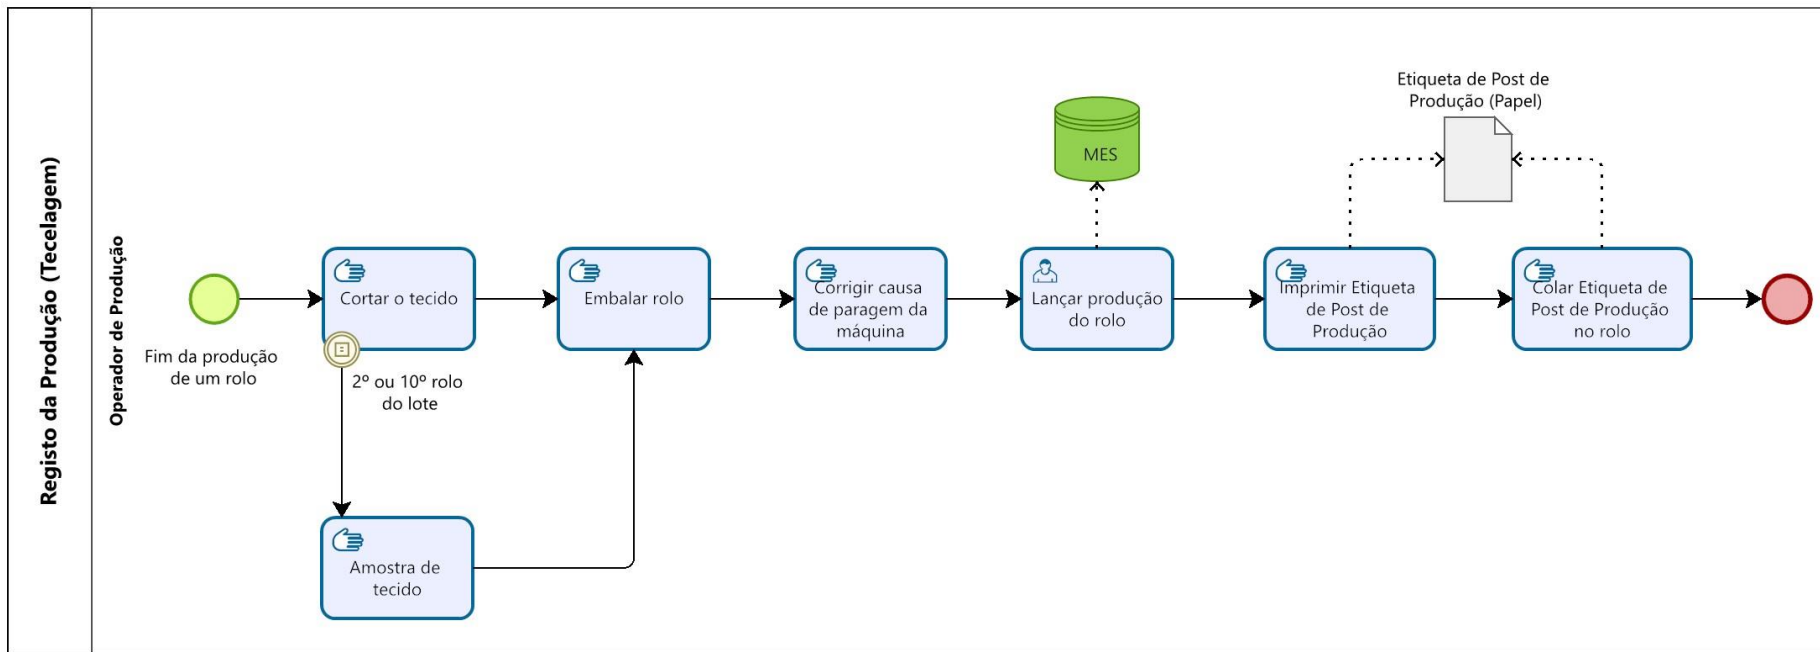 Registo da Produção (Tecelagem)
Operador de Produção
Fim da produção
de um rolo
Cortar o tecido
2º ou 10º rolo
do lote
Amostra de
tecido
Embalar rolo
Corrigir causa
de paragem da
máquina
MES
Lançar produção
do rolo
Etiqueta de Post de
Produção (Papel)
Imprimir Etiqueta
de Post de
Produção
Colar Etiqueta de
Post de Produção
no rolo